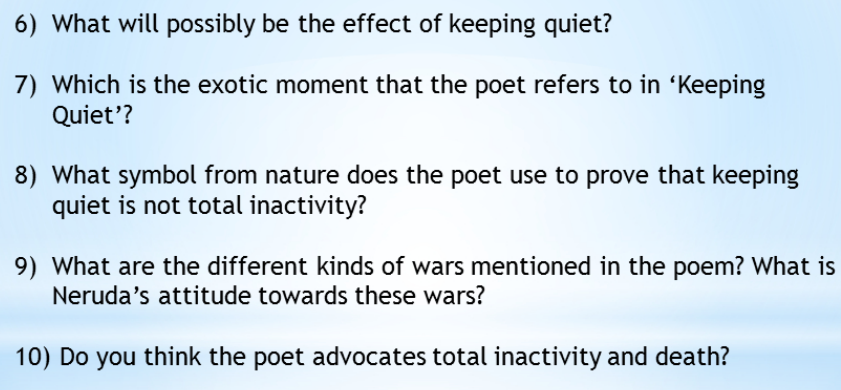 6) What will possibly be the effect of keeping quiet?
7) Which is the exotic moment that the poet refers to in ‘Keeping
Quiet’?
8) What symbol from nature does the poet use to prove that keeping
quiet is not total inactivity?
9) What are the different kinds of wars mentioned in the poem? What is
Neruda’s attitude towards these wars?
10) Do you think the poet advocates total inactivity and death?